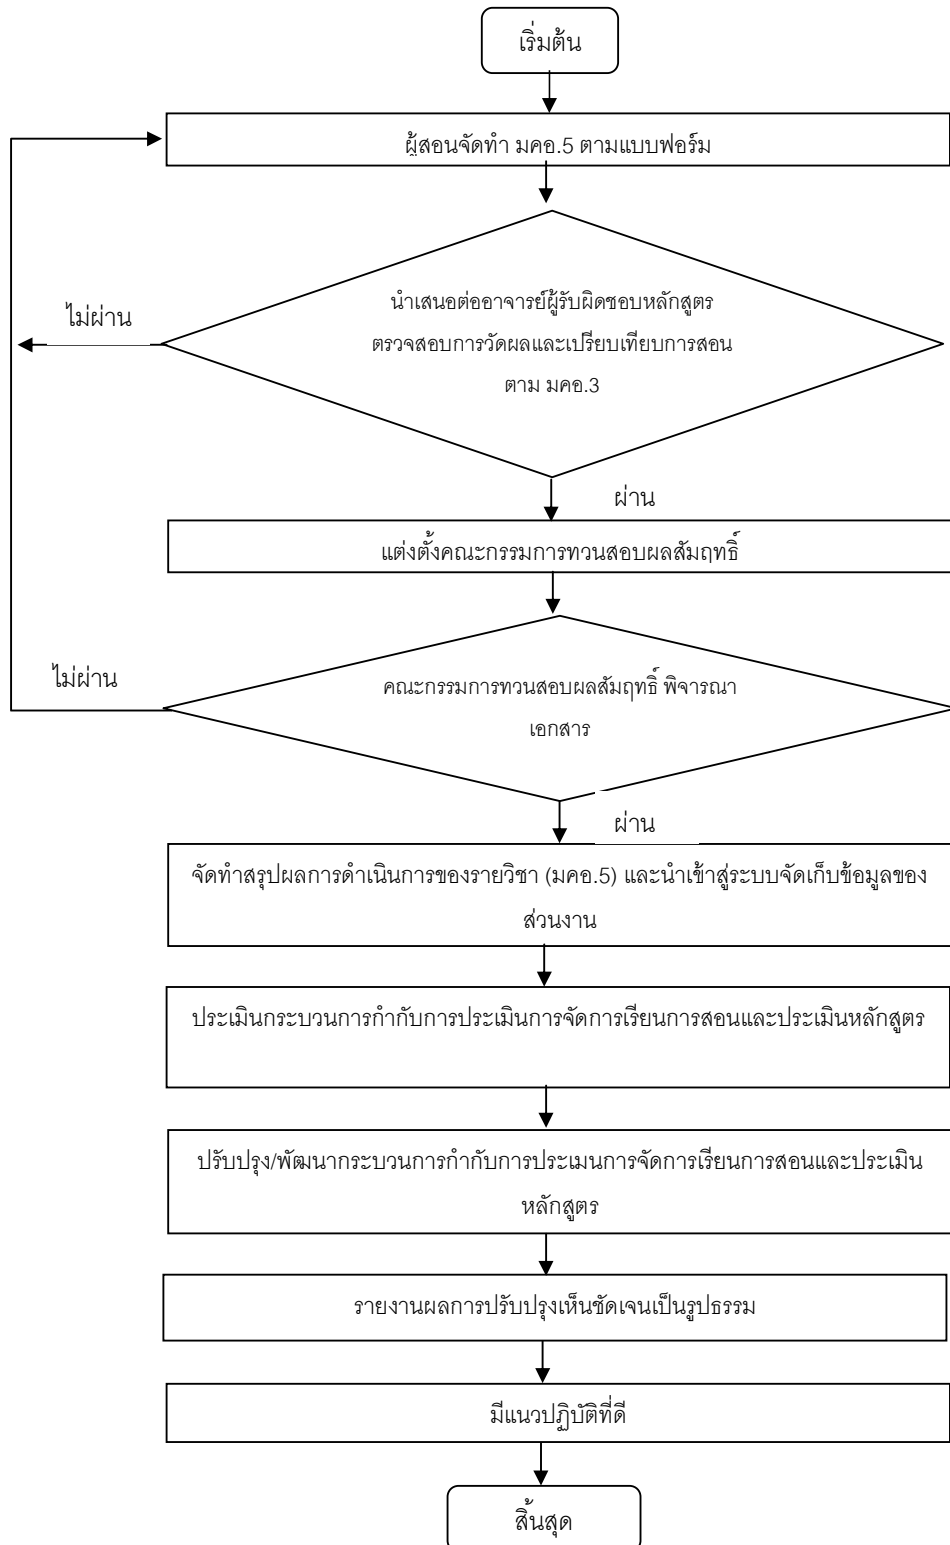 เริ่มต้น
ผู้สอนจัดทำ มคอ.5 ตามแบบฟอร์ม
นำเสนอต่ออาจารย์ผู้รับผิดชอบหลักสูตร
ตรวจสอบการวัดผลและเปรียบเทียบการสอน
ตาม มคอ.3
ไม่ผ่าน
ผ่าน
แต่งตั้งคณะกรรมการทวนสอบผลสัมฤทธิ์
คณะกรรมการทวนสอบผลสัมฤทธิ์ พิจารณา
เอกสาร
ไม่ผ่าน
ผ่าน
จัดทำสรุปผลการดำเนินการของรายวิชา (มคอ.5) และนำเข้าสู่ระบบจัดเก็บข้อมูลของ
ส่วนงาน
ประเมินกระบวนการกำกับการประเมินการจัดการเรียนการสอนและประเมินหลักสูตร
ปรับปรุง/พัฒนากระบวนการกำกับการประเมนการจัดการเรียนการสอนและประเมิน
หลักสูตร
รายงานผลการปรับปรุงเห็นชัดเจนเป็นรูปธรรม
มีแนวปฏิบัติที่ดี
สิ้นสุด